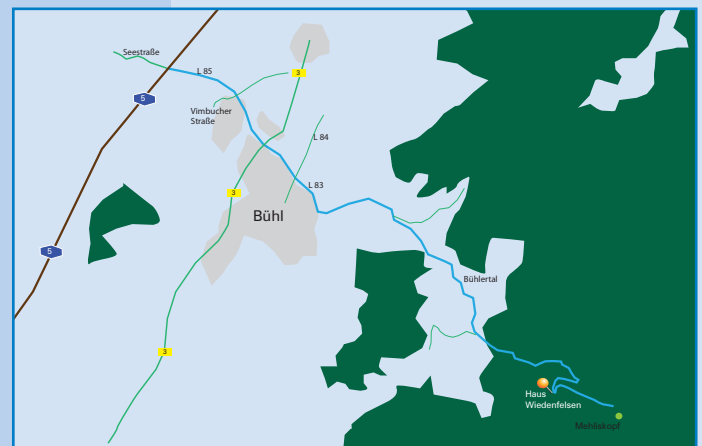 Seestraße
L 85
3
5
Vimbucher
Straße
L 84
L 83
3
Bühl
5
Bühlertal
3
Haus
Wiedenfelsen
Mehliskopf